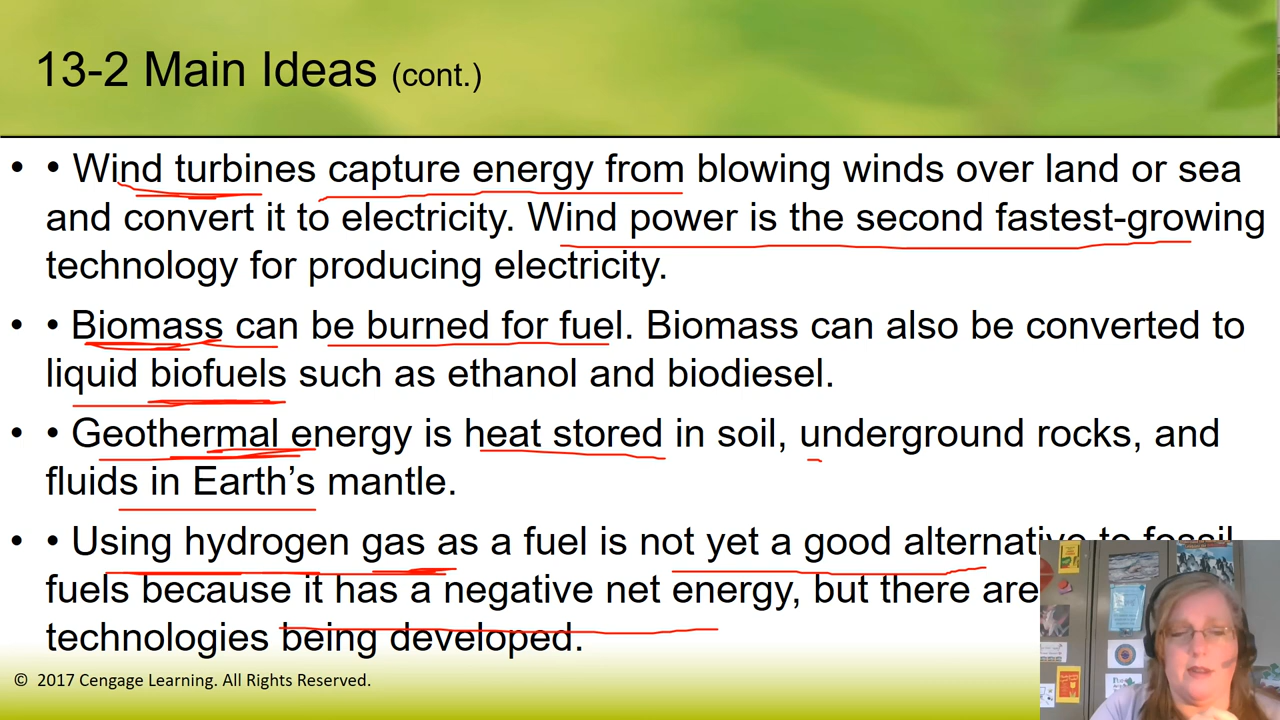 13-2 Main Ideas (cont.)
• • Wind turbines capture energy from blowing winds over land or sea
and convert it to electricity. Wind power is the second fastest-growing
technology for producing electricity.
• • Biomass can be burned for fuel. Biomass can also be converted to
liquid biofuels such as ethanol and biodiesel.
• • Geothermal energy is heat stored in soil, underground rocks, and
fluids in Earth’s mantle.
• • Using hydrogen gas as a fuel is not yet a good alternative to fossil
fuels because it has a negative net energy, but there are
technologies being developed.
© 2017 Cengage Learning. All Rights Reserved.